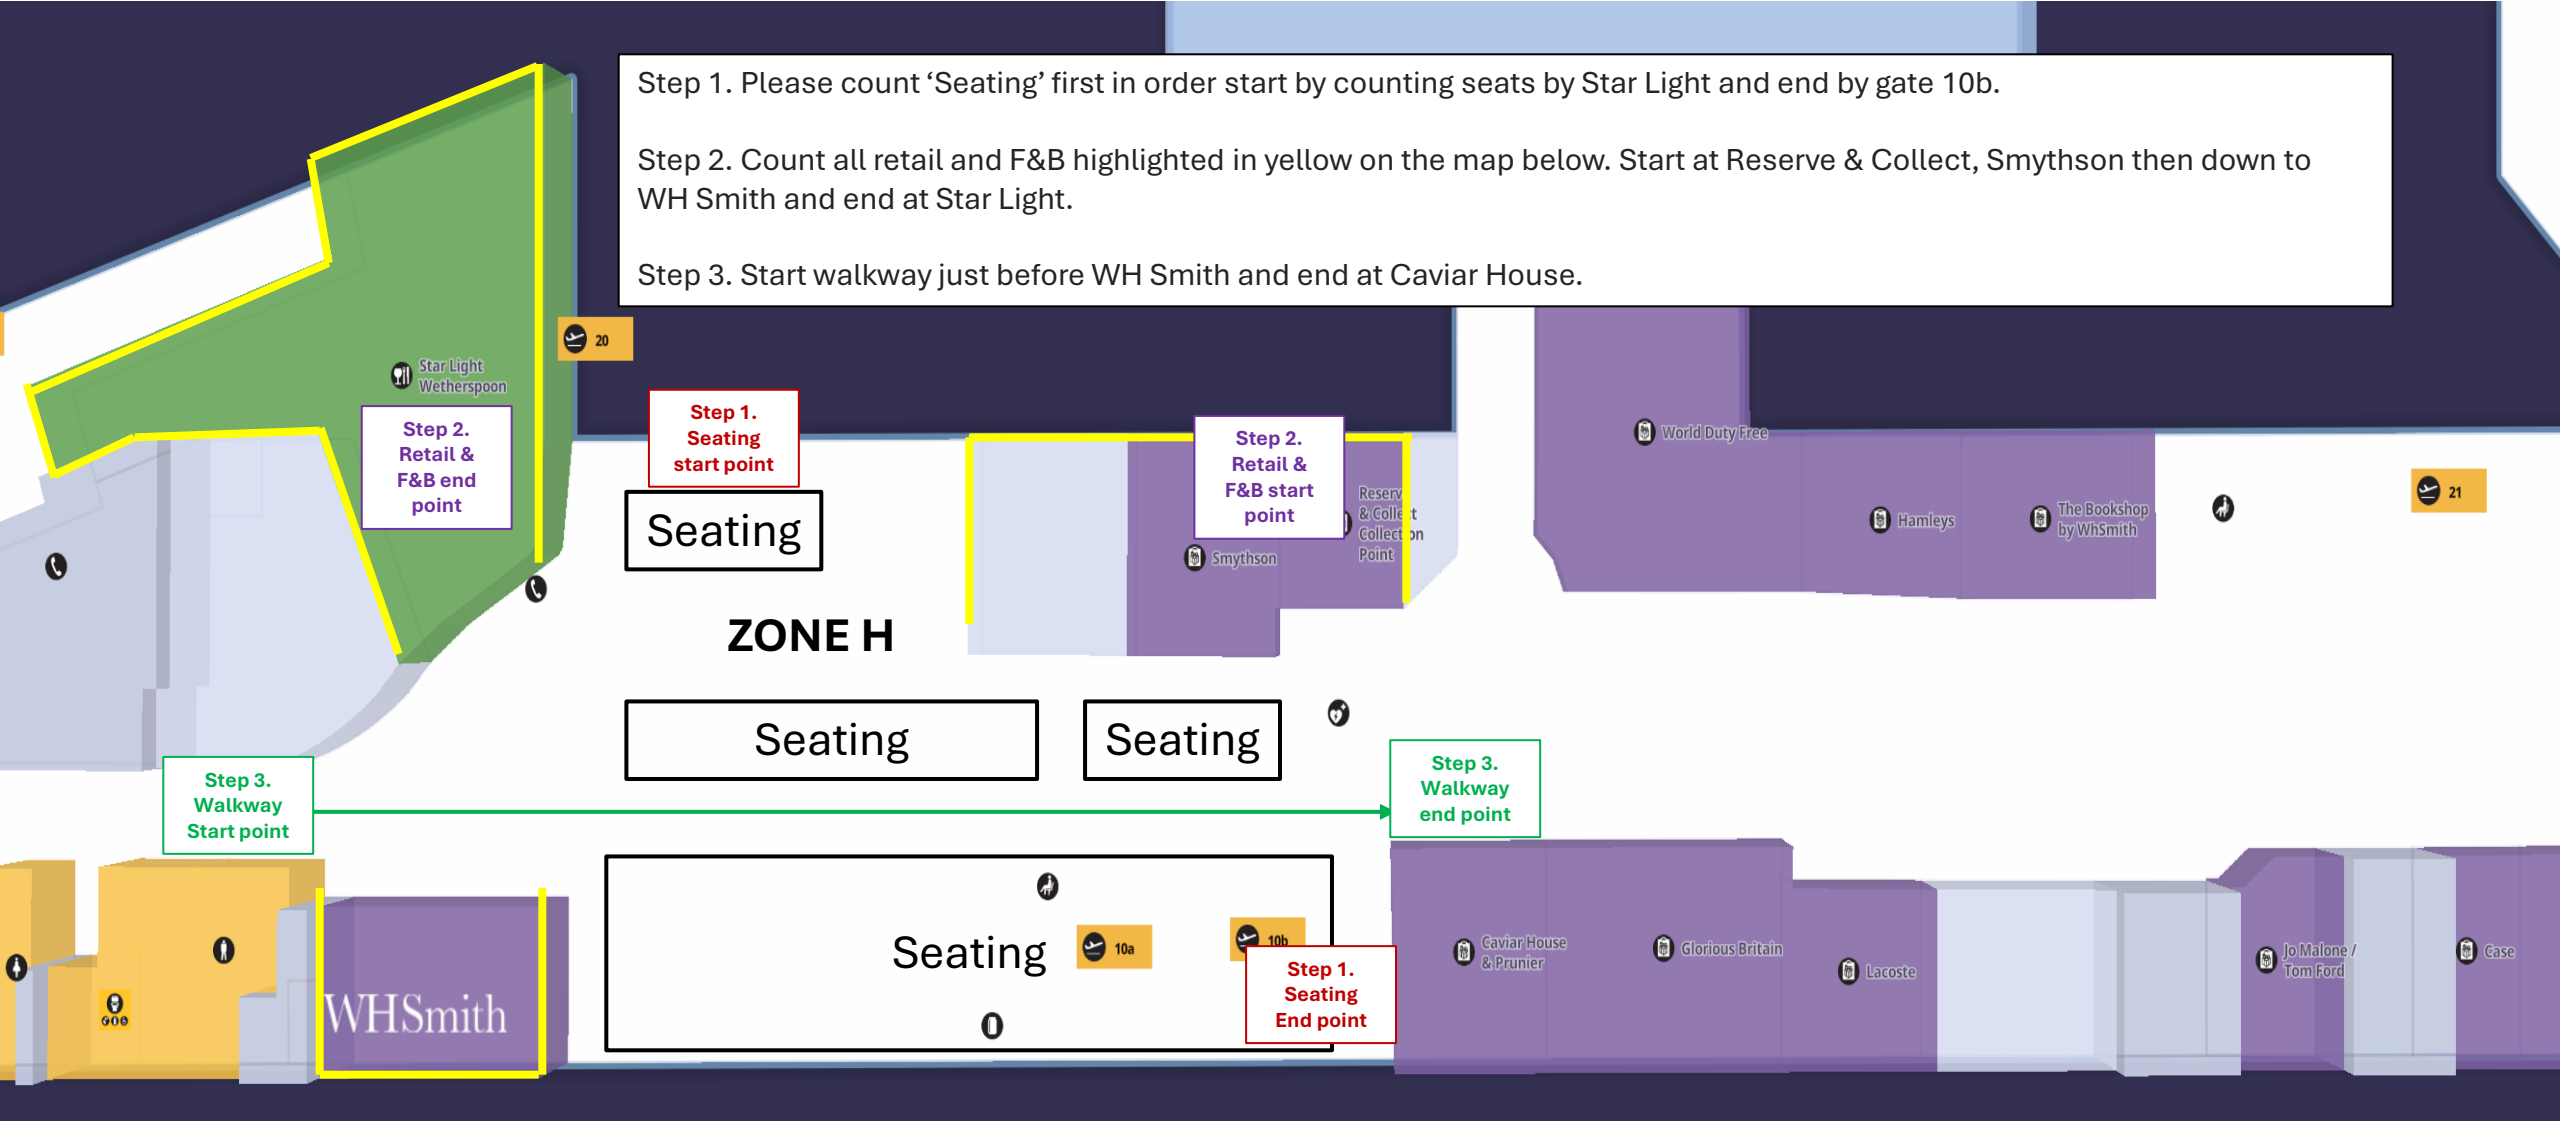 Step 1. Please count ‘Seating’ first in order start by counting seats by Star Light and end by gate 10b.
Step 2. Count all retail and F&B highlighted in yellow on the map below. Start at Reserve & Collect, Smythson then down to
WH Smith and end at Star Light.
Step 3. Start walkway just before WH Smith and end at Caviar House.
20
Star Light
Wetherspoon
Step 2.
Retail &
F&B end
point
Step 1.
Seating
start point
Seating
Step 2.
Retail &
F&B start
point
Reserv
& Collect
Collection
Point
Smythson
World Duty Free
Hamleys
The Bookshop
by WhSmith
21
ZONE H
Seating
Seating
Step 3.
Walkway
Start point
Step 3.
Walkway
end point
WHSmith
Seating
10a
10b
Step 1.
Seating
End point
Caviar House
& Prunier
Glorious Britain
Lacoste
Jo Malone /
Tom Ford
Case